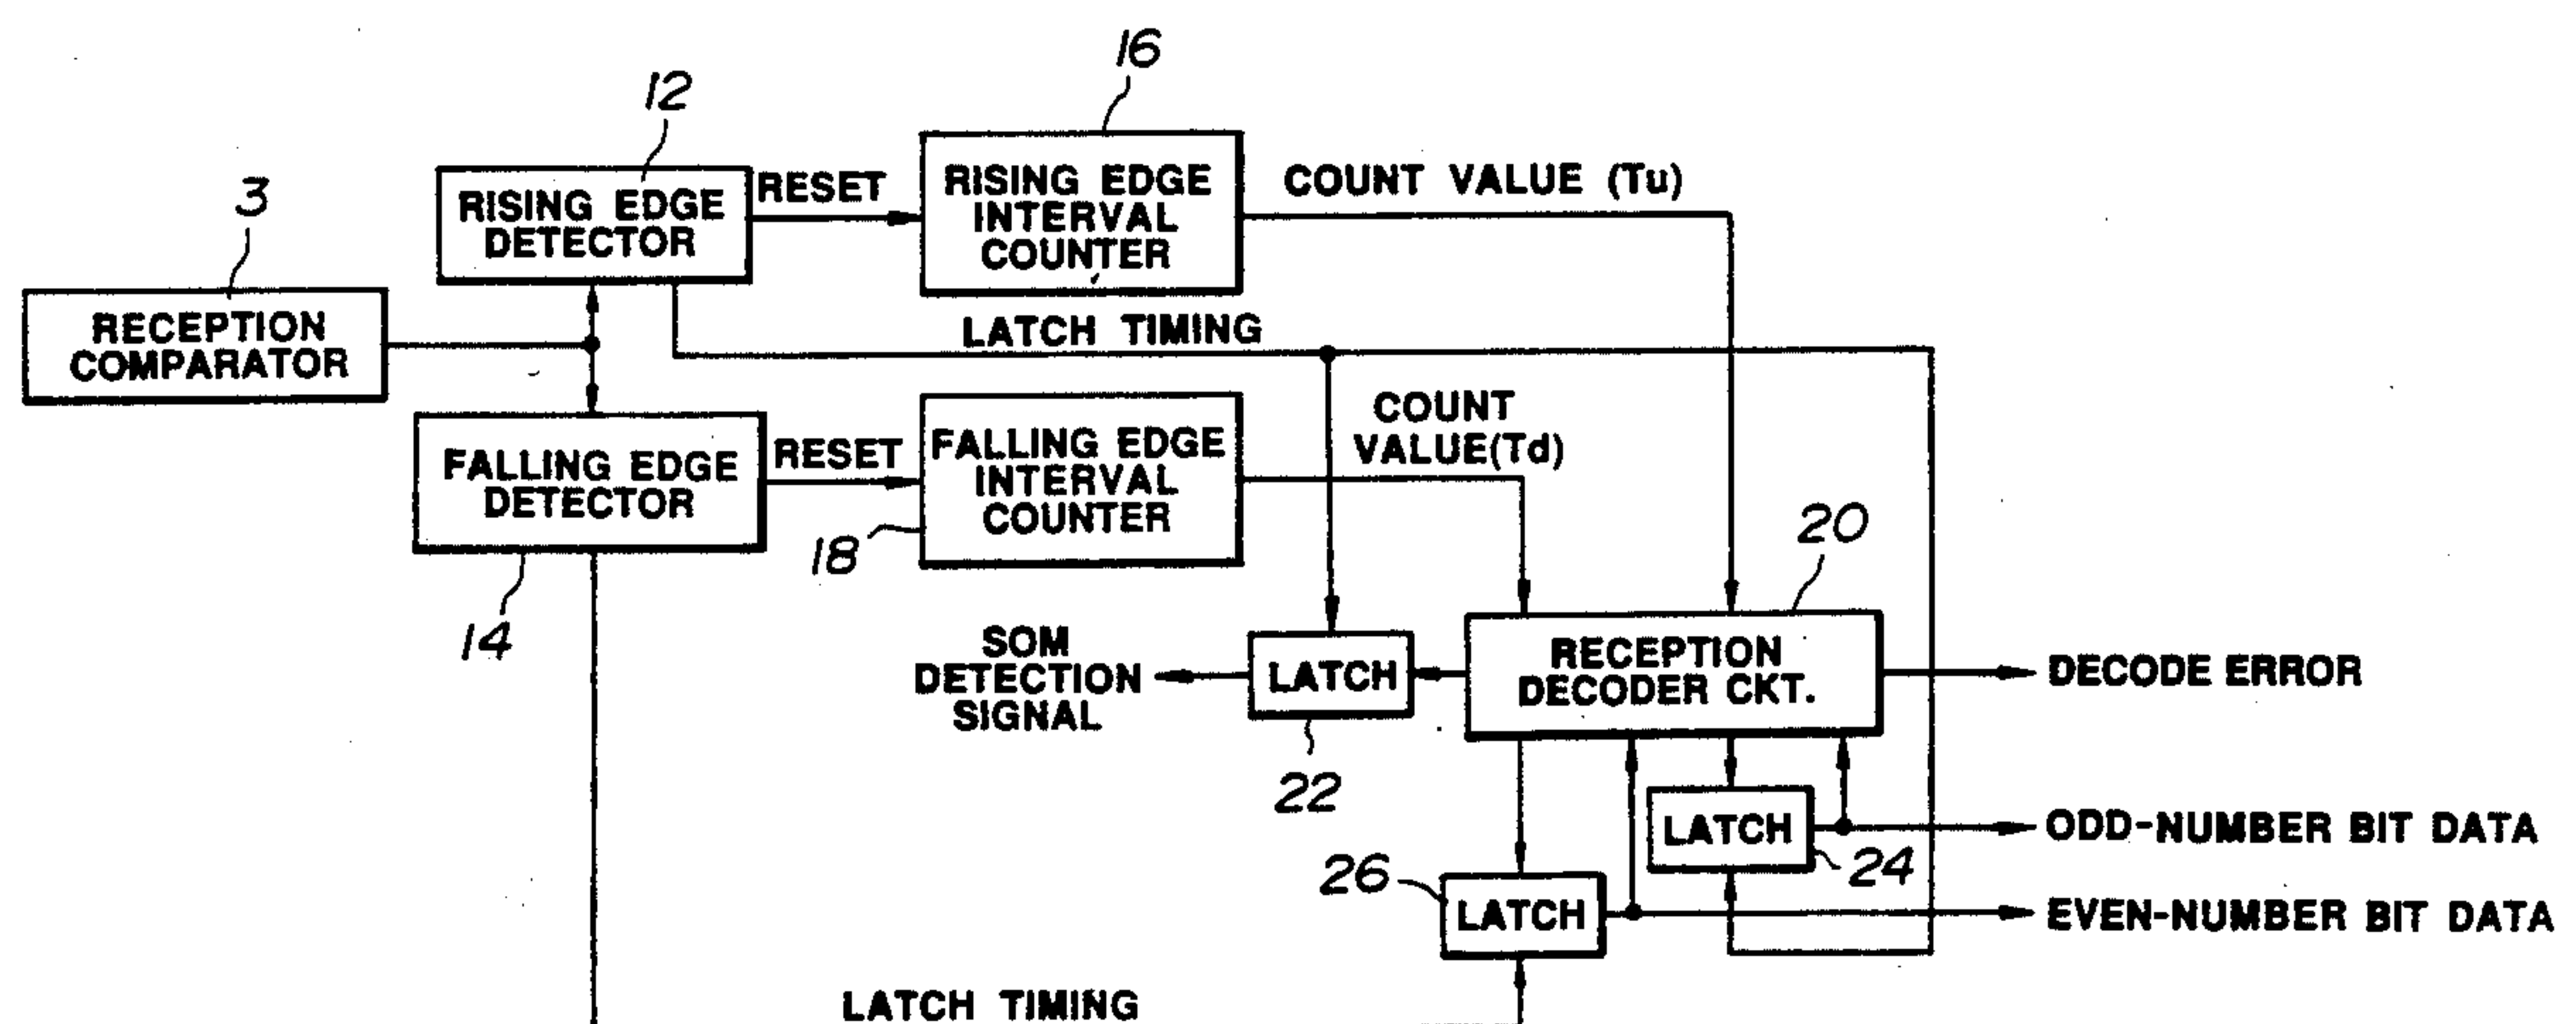 16
12
3
RISING EDGE
DETECTOR
RESET
RISING EDGE
INTERVAL
COUNTER
COUNT VALUE (Tu)
RECEPTION
COMPARATOR
LATCH TIMING
FALLING EDGE
DETECTOR
RESET
FALLING EDGE
INTERVAL
COUNTER
COUNT
VALUE(Td)
14
18
20
SOM
DETECTION
SIGNAL
LATCH
RECEPTION
DECODER CKT.
DECODE ERROR
22
LATCH
24
ODD-NUMBER BIT DATA
26
LATCH
EVEN-NUMBER BIT DATA
LATCH TIMING